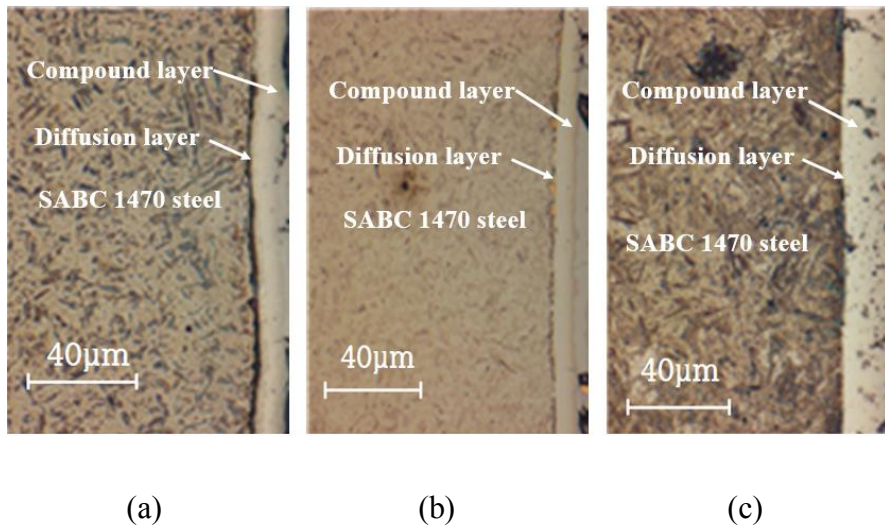 Compound layer
Diffusion layer
SABC 1470 steel
40µm
Compound layer
Diffusion layer
SABC 1470 steel
40µm
Compound layer
Diffusion layer
SABC 1470 steel
40µm
(a)
(b)
(c)